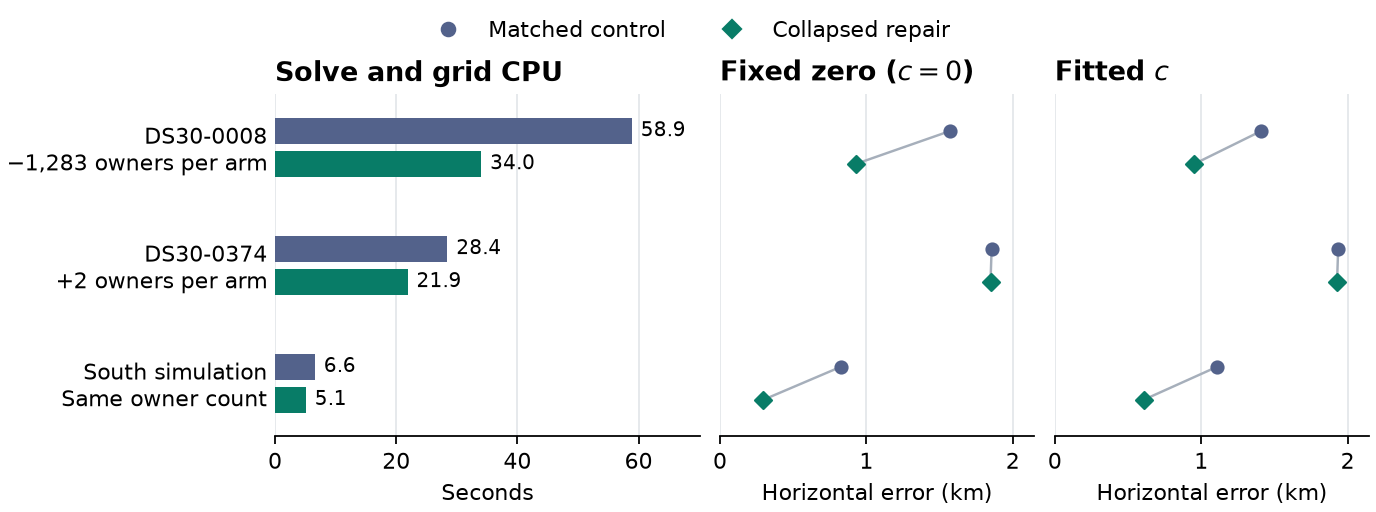 Matched control
Collapsed repair
Solve and grid CPU
Fixed zero (c = 0)
Fitted c
DS30-0008
−1,283 owners per arm
58.9
34.0
DS30-0374
+2 owners per arm
28.4
21.9
South simulation
Same owner count
6.6
5.1
0 20 40 60
Seconds
0 1 2
Horizontal error (km)
0 1 2
Horizontal error (km)